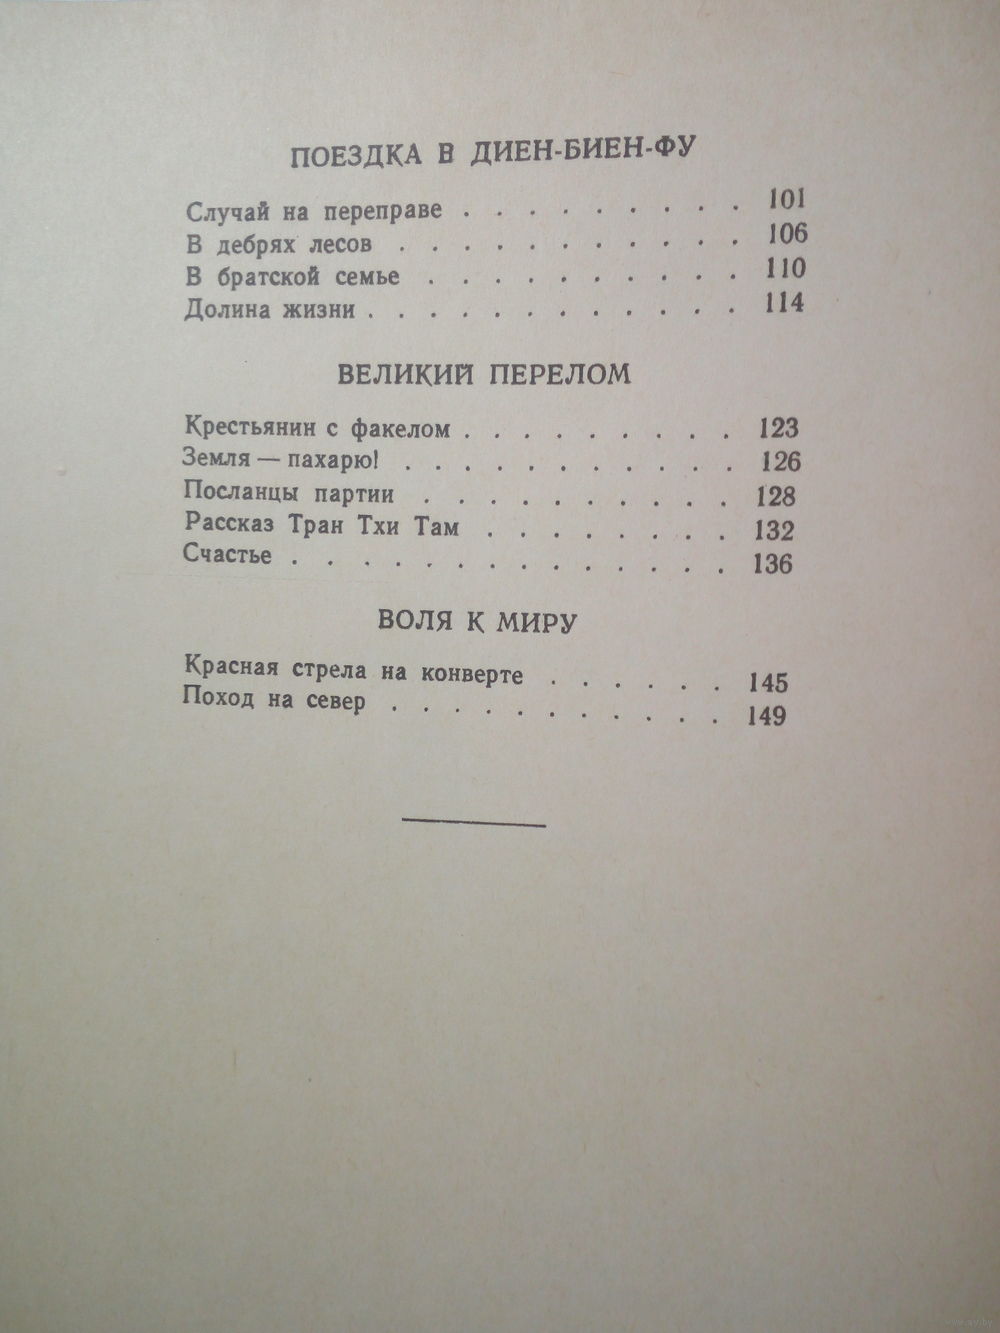 ПОЕЗДКА В ДИЕН-БИЕН-ФУ
Случай на переправе . . . . . . . . . 101
В дебрях лесов . . . . . . . . . . . 106
В братской семье . . . . . . . . . . 110
Долина жизни . . . . . . . . . . . . 114
ВЕЛИКИЙ ПЕРЕЛОМ
Крестьянин с факелом . . . . . . . . . 123
Земля — пахарю! . . . . . . . . . . . 126
Посланцы партии . . . . . . . . . . 128
Рассказ Тран Тхи Там . . . . . . . . 132
Счастье . . . . . . . . . . . . . . 136
ВОЛЯ К МИРУ
Красная стрела на конверте . . . . . . 145
Поход на север . . . . . . . . . . . 149